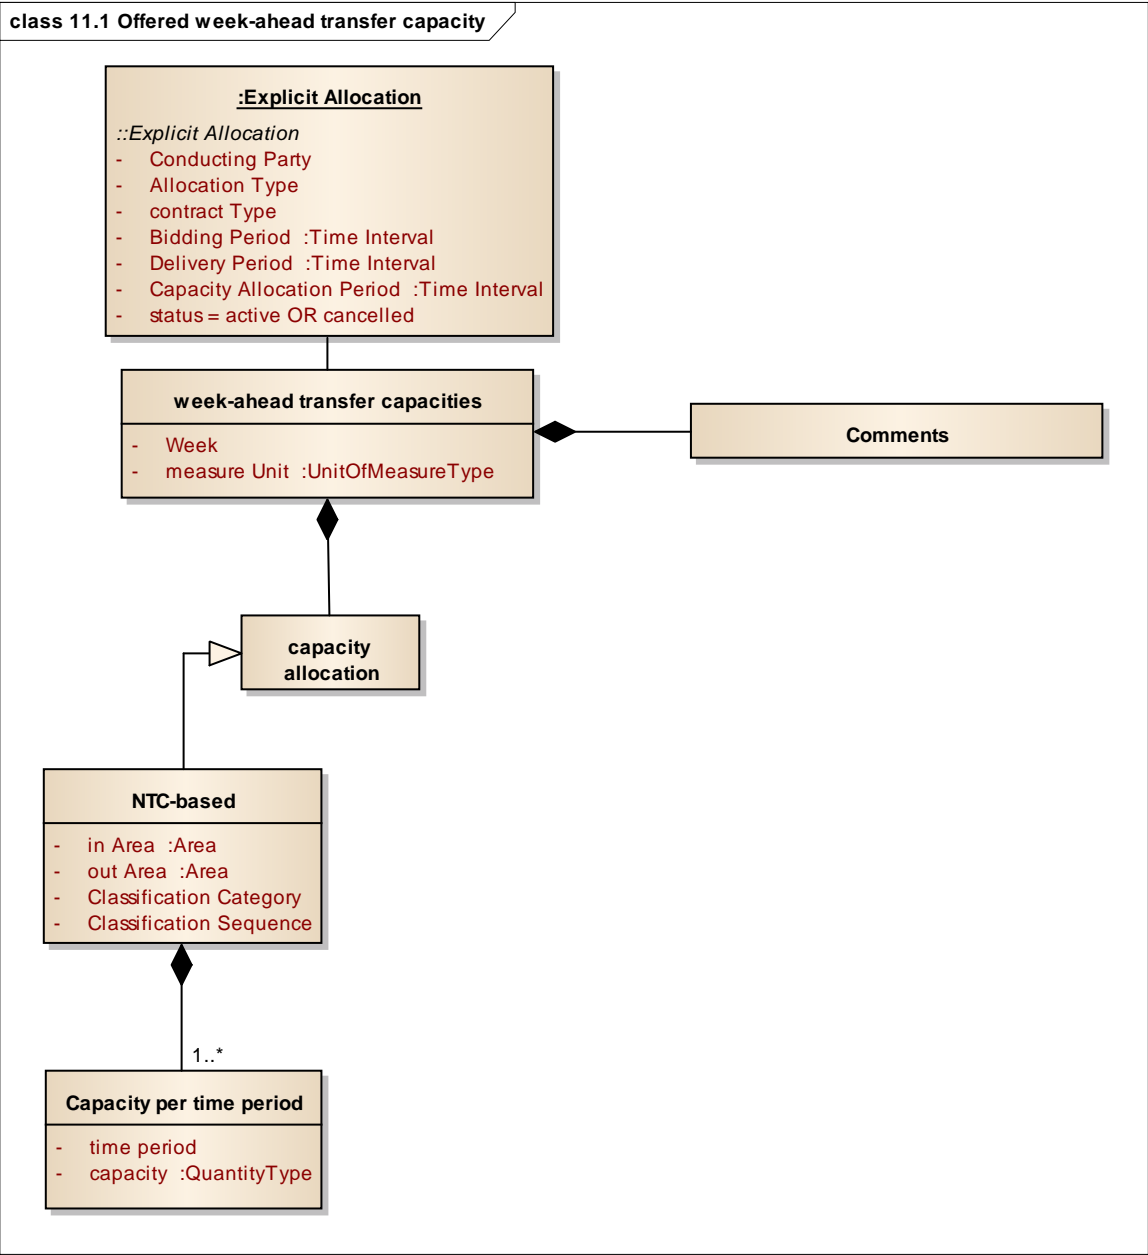 class 11.1 Offered week-ahead transfer capacity
:Explicit Allocation
::Explicit Allocation
- Conducting Party
- Allocation Type
- contract Type
- Bidding Period :Time Interval
- Delivery Period :Time Interval
- Capacity Allocation Period :Time Interval
- status = active OR cancelled
week-ahead transfer capacities
- Week
- measure Unit :UnitOfMeasureType
Comments
capacity
allocation
NTC-based
- in Area :Area
- out Area :Area
- Classification Category
- Classification Sequence
1..*
Capacity per time period
- time period
- capacity :QuantityType